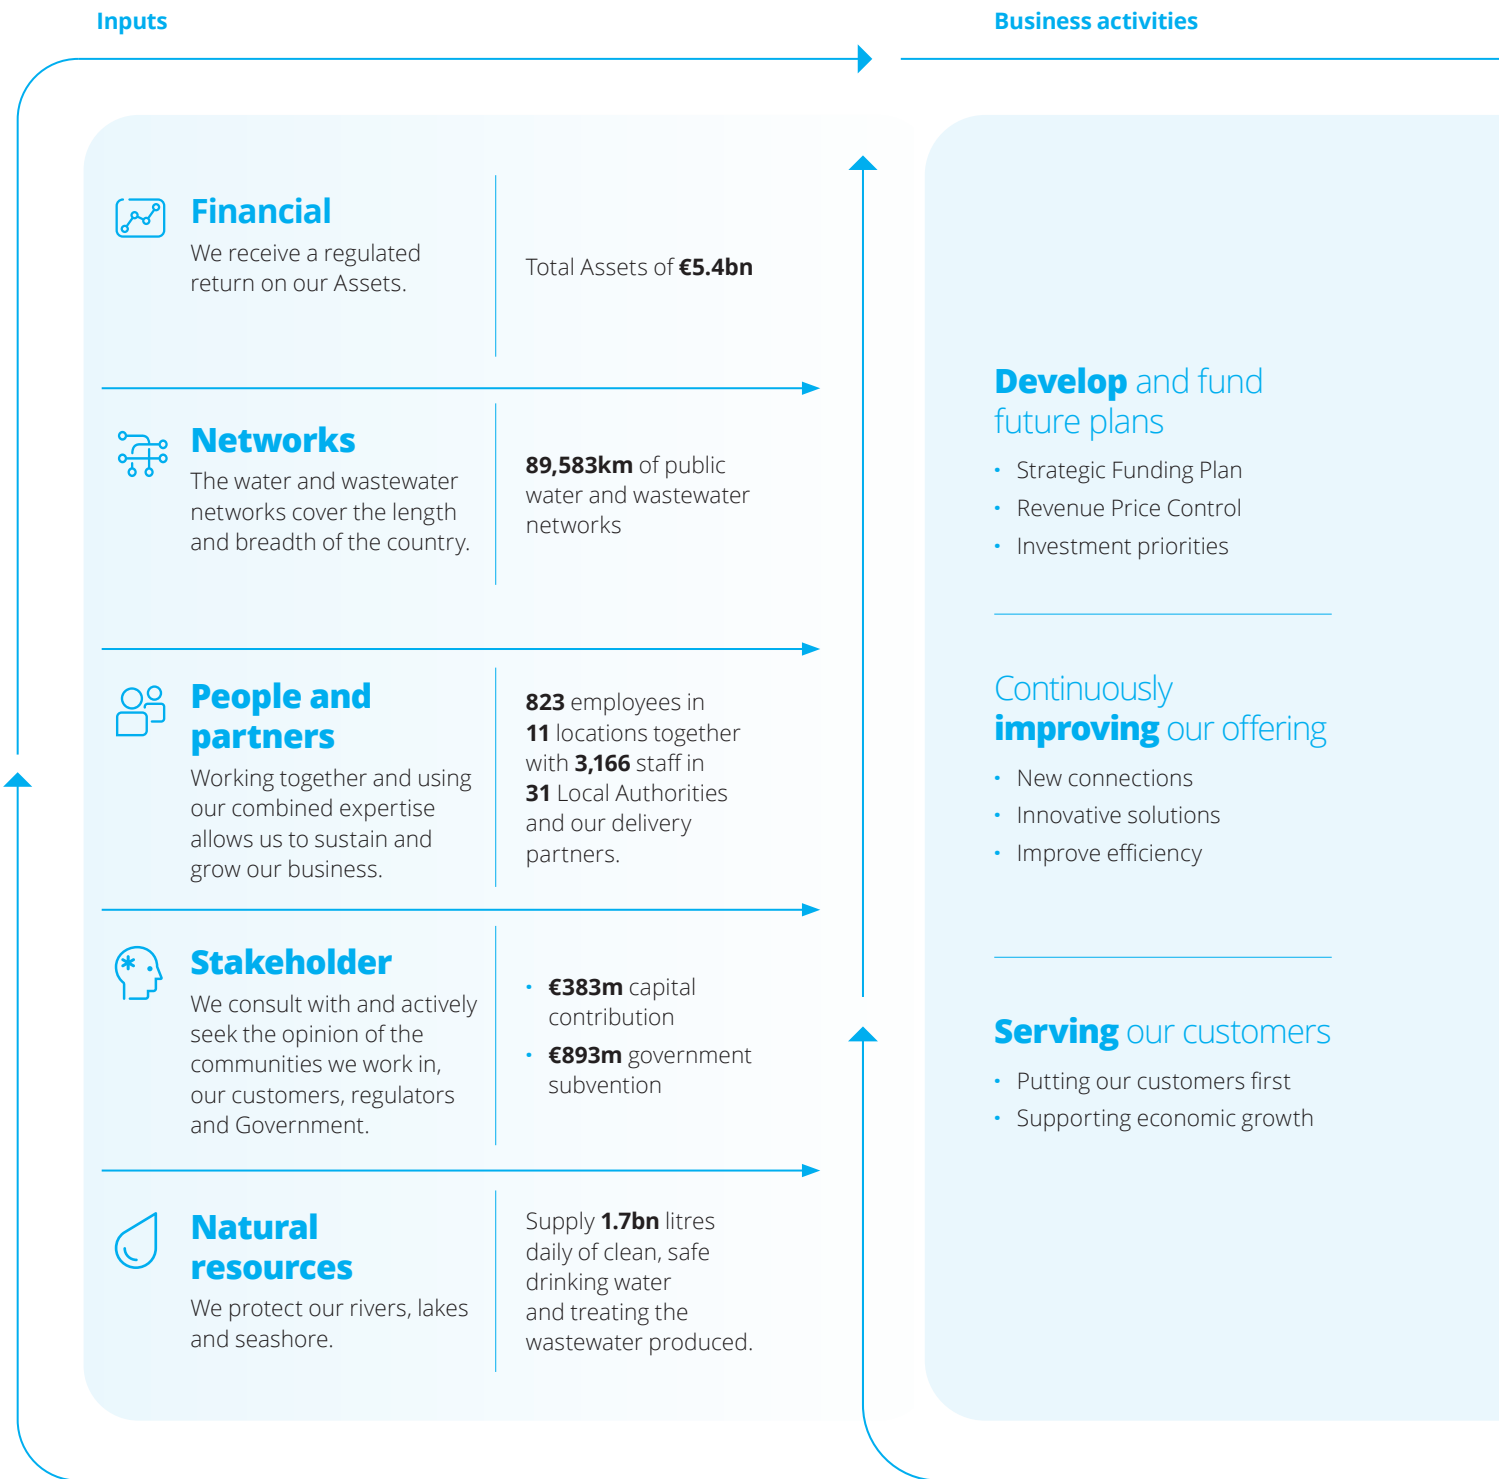 Inputs
Financial
We receive a regulated
return on our Assets.
Total Assets of €5.4bn
Networks
The water and wastewater
networks cover the length
and breadth of the country.
89,583km of public
water and wastewater
networks
People and
partners
Working together and using
our combined expertise
allows us to sustain and
grow our business.
823 employees in
11 locations together
with 3,166 staff in
31 Local Authorities
and our delivery
partners.
Stakeholder
We consult with and actively
seek the opinion of the
communities we work in,
our customers, regulators
and Government.
• €383m capital
contribution
• €893m government
subvention
Natural
resources
We protect our rivers, lakes
and seashore.
Supply 1.7bn litres
daily of clean, safe
drinking water
and treating the
wastewater produced.
Business activities
Develop and fund
future plans
• Strategic Funding Plan
• Revenue Price Control
• Investment priorities
Continuously
improving our offering
• New connections
• Innovative solutions
• Improve efficiency
Serving our customers
• Putting our customers first
• Supporting economic growth